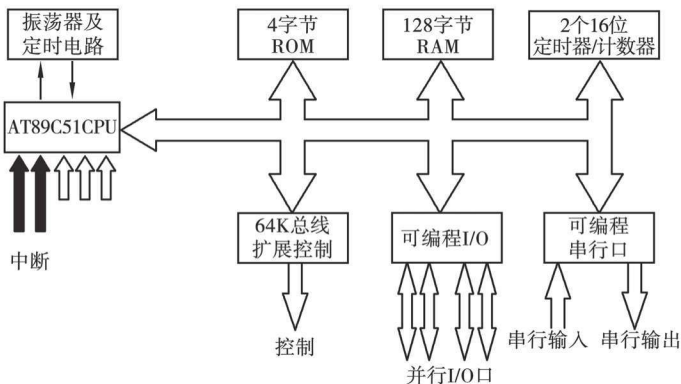 振荡器及
定时电路
4字节
ROM
128字节
RAM
2个16位
定时器/计数器
AT89C51CPU
中断
64K总线
扩展控制
可编程I/O
可编程
串行口
控制
并行I/O口
串行输入
串行输出